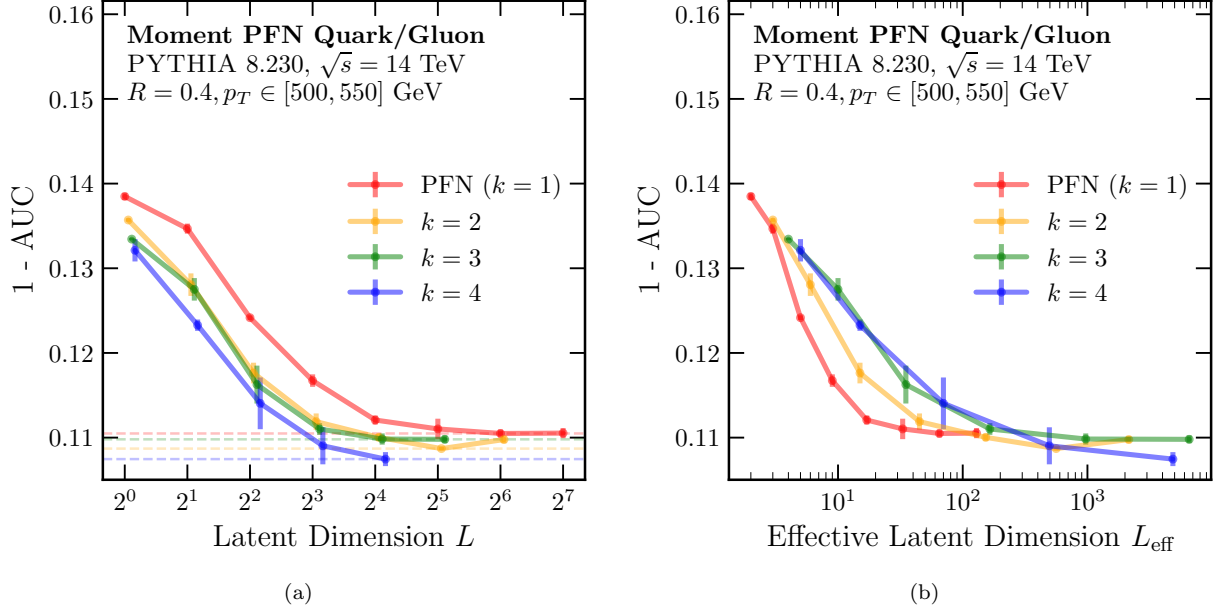 Moment PFN Quark/Gluon
PYTHIA 8.230, √s = 14 TeV
R = 0.4, p_T ∈ [500, 550] GeV
PFN (k = 1)
k = 2
k = 3
k = 4
0.16
0.15
0.14
0.13
0.12
0.11
1 - AUC
2^0 2^1 2^2 2^3 2^4 2^5 2^6 2^7
Latent Dimension L
(a)
Moment PFN Quark/Gluon
PYTHIA 8.230, √s = 14 TeV
R = 0.4, p_T ∈ [500, 550] GeV
PFN (k = 1)
k = 2
k = 3
k = 4
0.16
0.15
0.14
0.13
0.12
0.11
1 - AUC
10^1 10^2 10^3
Effective Latent Dimension L_eff
(b)